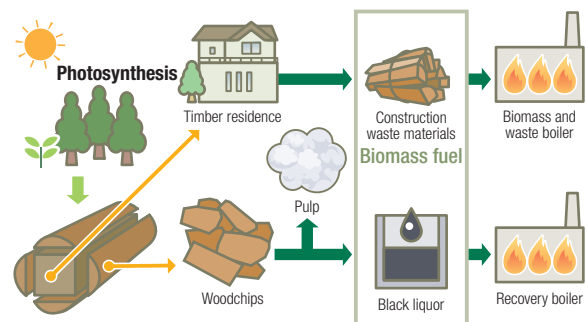 Photosynthesis
Timber residence
Construction
waste materials
Biomass and
waste boiler
Biomass fuel
Pulp
Woodchips
Black liquor
Recovery boiler